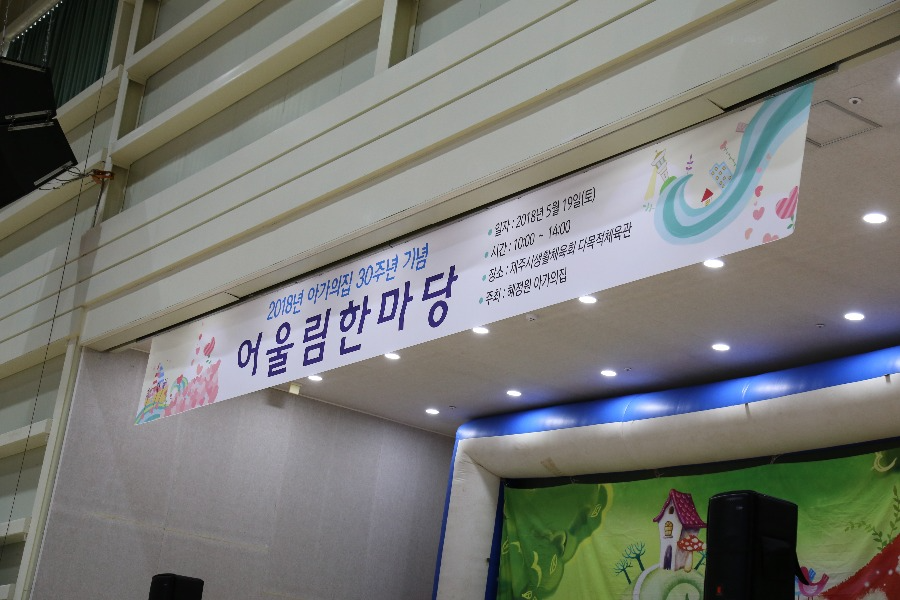 2018년 아가의집 30주년 기념
어울림한마당
일자 : 2018년 5월 19일(토)
시간 : 10:00 ~ 14:00
장소 : 제주시생활체육회 다목적체육관
주최 : 혜정원 아가의집